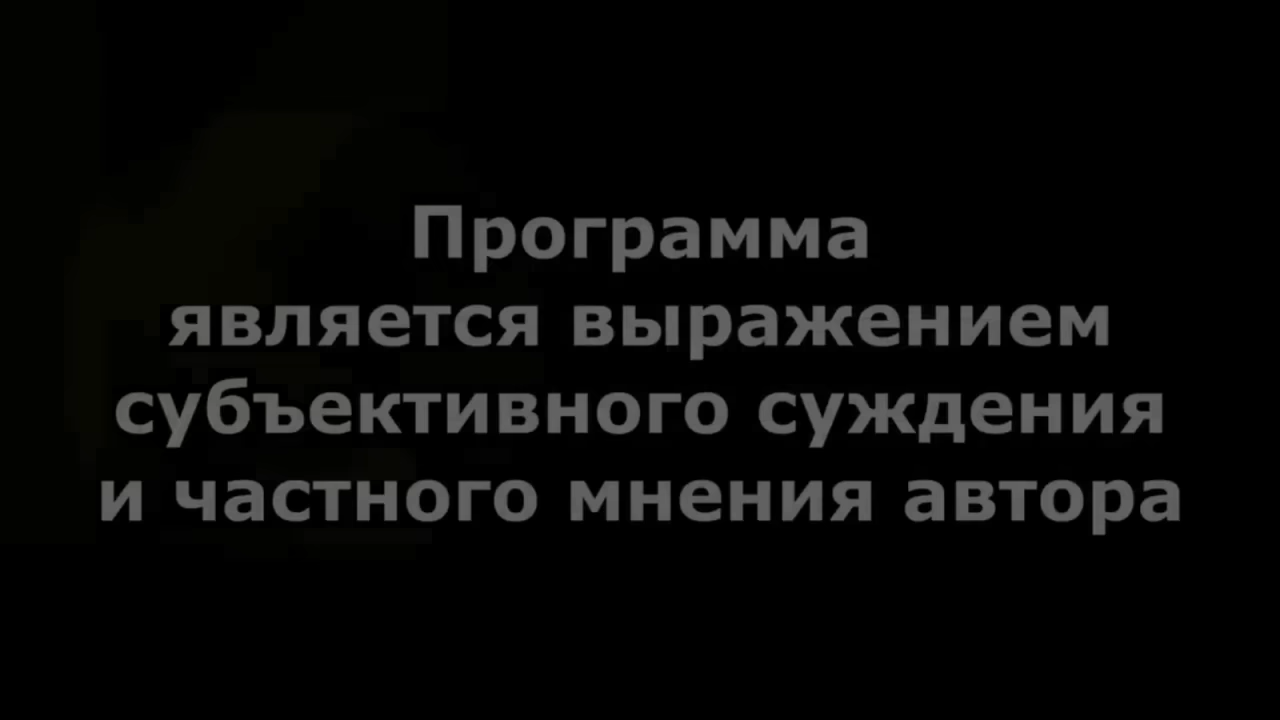 Программа
является выражением
субъективного суждения
и частного мнения автора